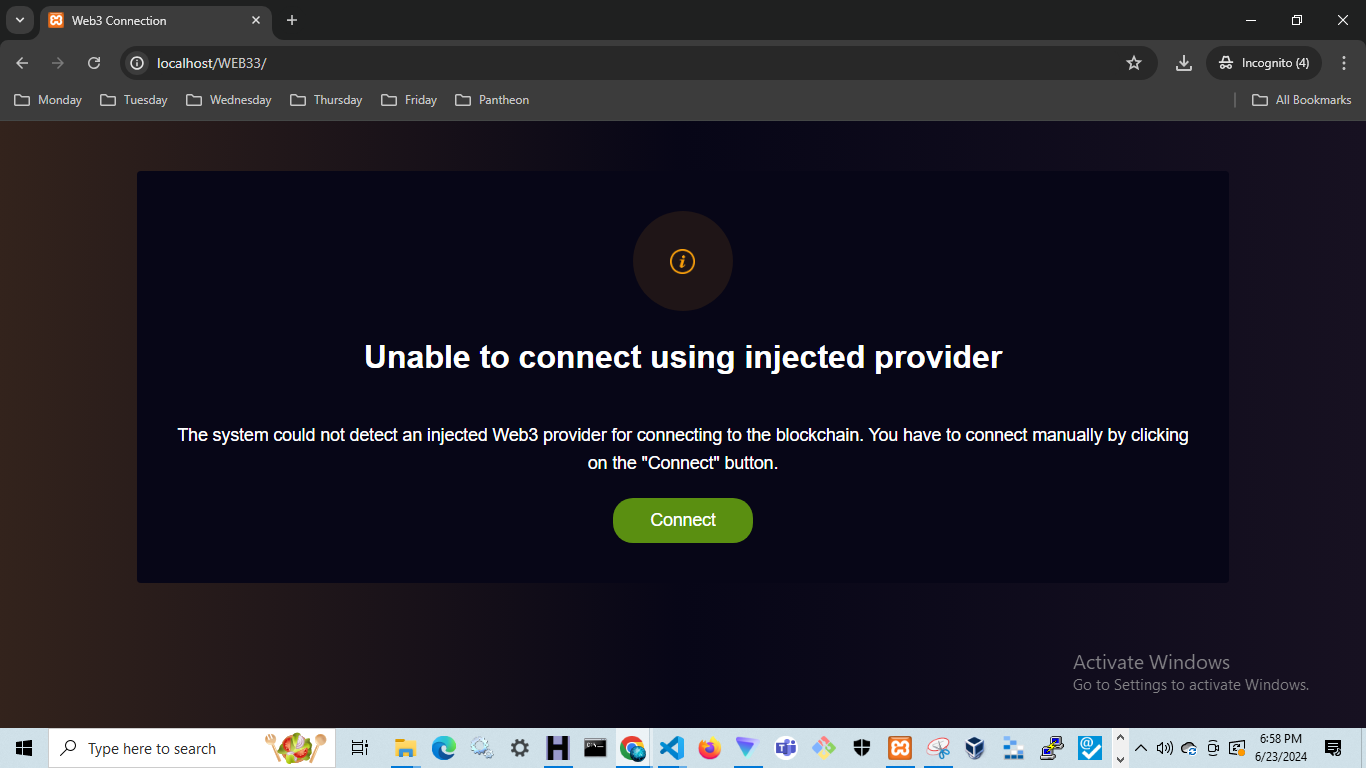 Web3 Connection
localhost/WEB33/
Incognito (4)
Monday Tuesday Wednesday Thursday Friday Pantheon All Bookmarks
Unable to connect using injected provider
The system could not detect an injected Web3 provider for connecting to the blockchain. You have to connect manually by clicking
on the "Connect" button.
Connect
Activate Windows
Go to Settings to activate Windows.
Type here to search
6:58 PM
6/23/2024